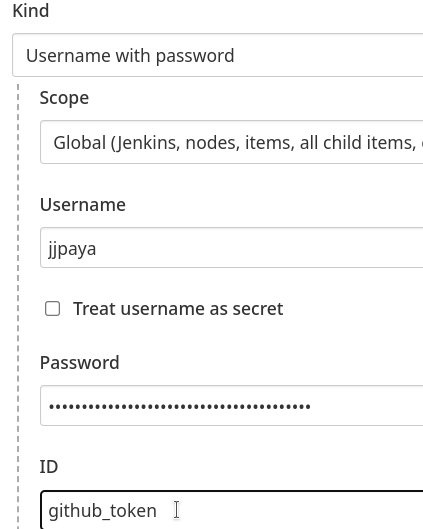 Kind
Username with password
Scope
Global (Jenkins, nodes, items, all child items,
Username
jjpaya
Treat username as secret
Password
••••••••••••••••••••••••••••••••••••••••
ID
github_token